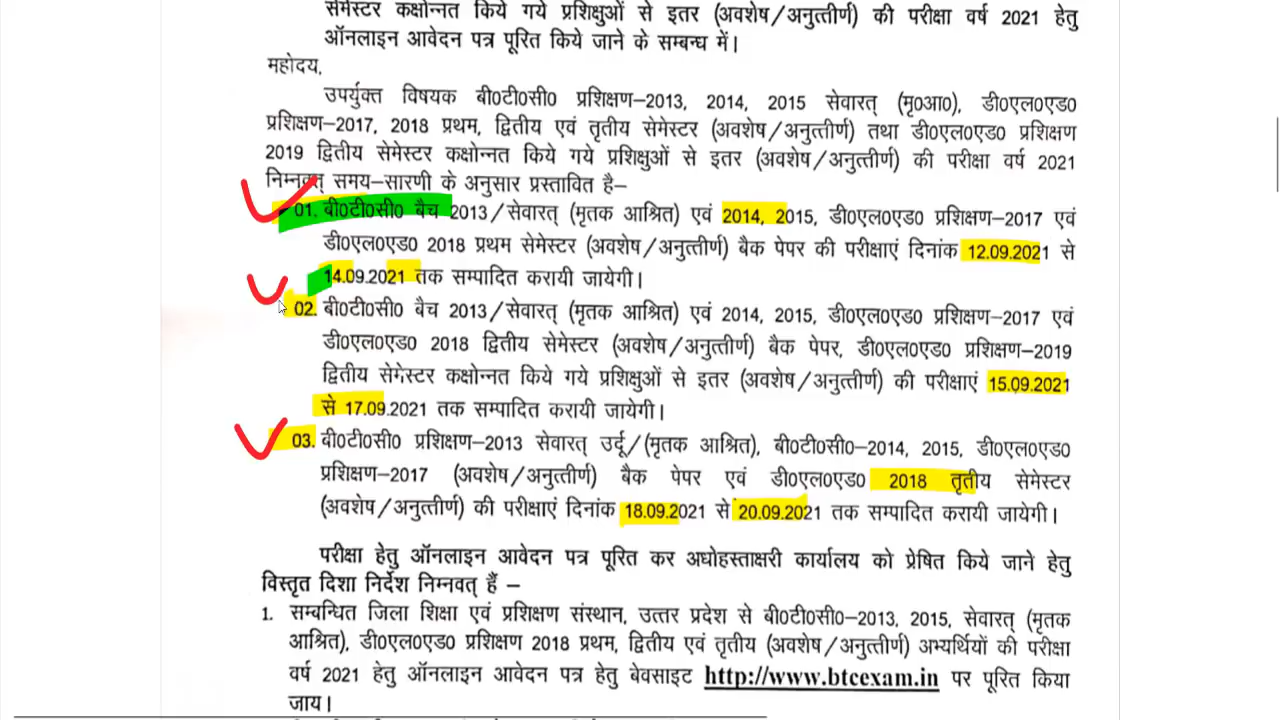 सेमेस्टर कक्षोन्नत किये गये प्रशिक्षुओं से इतर (अवशेष/अनुत्तीर्ण) की परीक्षा वर्ष 2021 हेतु
ऑनलाइन आवेदन पत्र पूरित किये जाने के सम्बन्ध में।
महोदय,
उपर्युक्त विषयक बी0टी0सी0 प्रशिक्षण–2013, 2014, 2015 सेवारत् (मृ0आ0), डी0एल0एड0
प्रशिक्षण–2017, 2018 प्रथम, द्वितीय एवं तृतीय सेमेस्टर (अवशेष/अनुत्तीर्ण) तथा डी0एल0एड0 प्रशिक्षण
2019 द्वितीय सेमेस्टर कक्षोन्नत किये गये प्रशिक्षुओं से इतर (अवशेष/अनुत्तीर्ण) की परीक्षा वर्ष 2021
निम्नवत् समय–सारणी के अनुसार प्रस्तावित है–
01. बी0टी0सी0 बैच 2013/सेवारत् (मृतक आश्रित) एवं 2014, 2015, डी0एल0एड0 प्रशिक्षण–2017 एवं
डी0एल0एड0 2018 प्रथम सेमेस्टर (अवशेष/अनुत्तीर्ण) बैक पेपर की परीक्षाएं दिनांक 12.09.2021 से
14.09.2021 तक सम्पादित करायी जायेगी।
02. बी0टी0सी0 बैच 2013/सेवारत् (मृतक आश्रित) एवं 2014, 2015, डी0एल0एड0 प्रशिक्षण–2017 एवं
डी0एल0एड0 2018 द्वितीय सेमेस्टर (अवशेष/अनुत्तीर्ण) बैक पेपर, डी0एल0एड0 प्रशिक्षण–2019
द्वितीय सेमेस्टर कक्षोन्नत किये गये प्रशिक्षुओं से इतर (अवशेष/अनुत्तीर्ण) की परीक्षाएं 15.09.2021
से 17.09.2021 तक सम्पादित करायी जायेगी।
03. बी0टी0सी0 प्रशिक्षण–2013 सेवारत् उर्दू/(मृतक आश्रित), बी0टी0सी0–2014, 2015, डी0एल0एड0
प्रशिक्षण–2017 (अवशेष/अनुत्तीर्ण) बैक पेपर एवं डी0एल0एड0 2018 तृतीय सेमेस्टर
(अवशेष/अनुत्तीर्ण) की परीक्षाएं दिनांक 18.09.2021 से 20.09.2021 तक सम्पादित करायी जायेगी।
परीक्षा हेतु ऑनलाइन आवेदन पत्र पूरित कर अधोहस्ताक्षरी कार्यालय को प्रेषित किये जाने हेतु
विस्तृत दिशा निर्देश निम्नवत् हैं –
1. सम्बन्धित जिला शिक्षा एवं प्रशिक्षण संस्थान, उत्तर प्रदेश से बी0टी0सी0–2013, 2015, सेवारत् (मृतक
आश्रित), डी0एल0एड0 प्रशिक्षण 2018 प्रथम, द्वितीय एवं तृतीय (अवशेष/अनुत्तीर्ण) अभ्यर्थियों की परीक्षा
वर्ष 2021 हेतु ऑनलाइन आवेदन पत्र हेतु बेवसाइट http://www.btcexam.in पर पूरित किया
जाय।